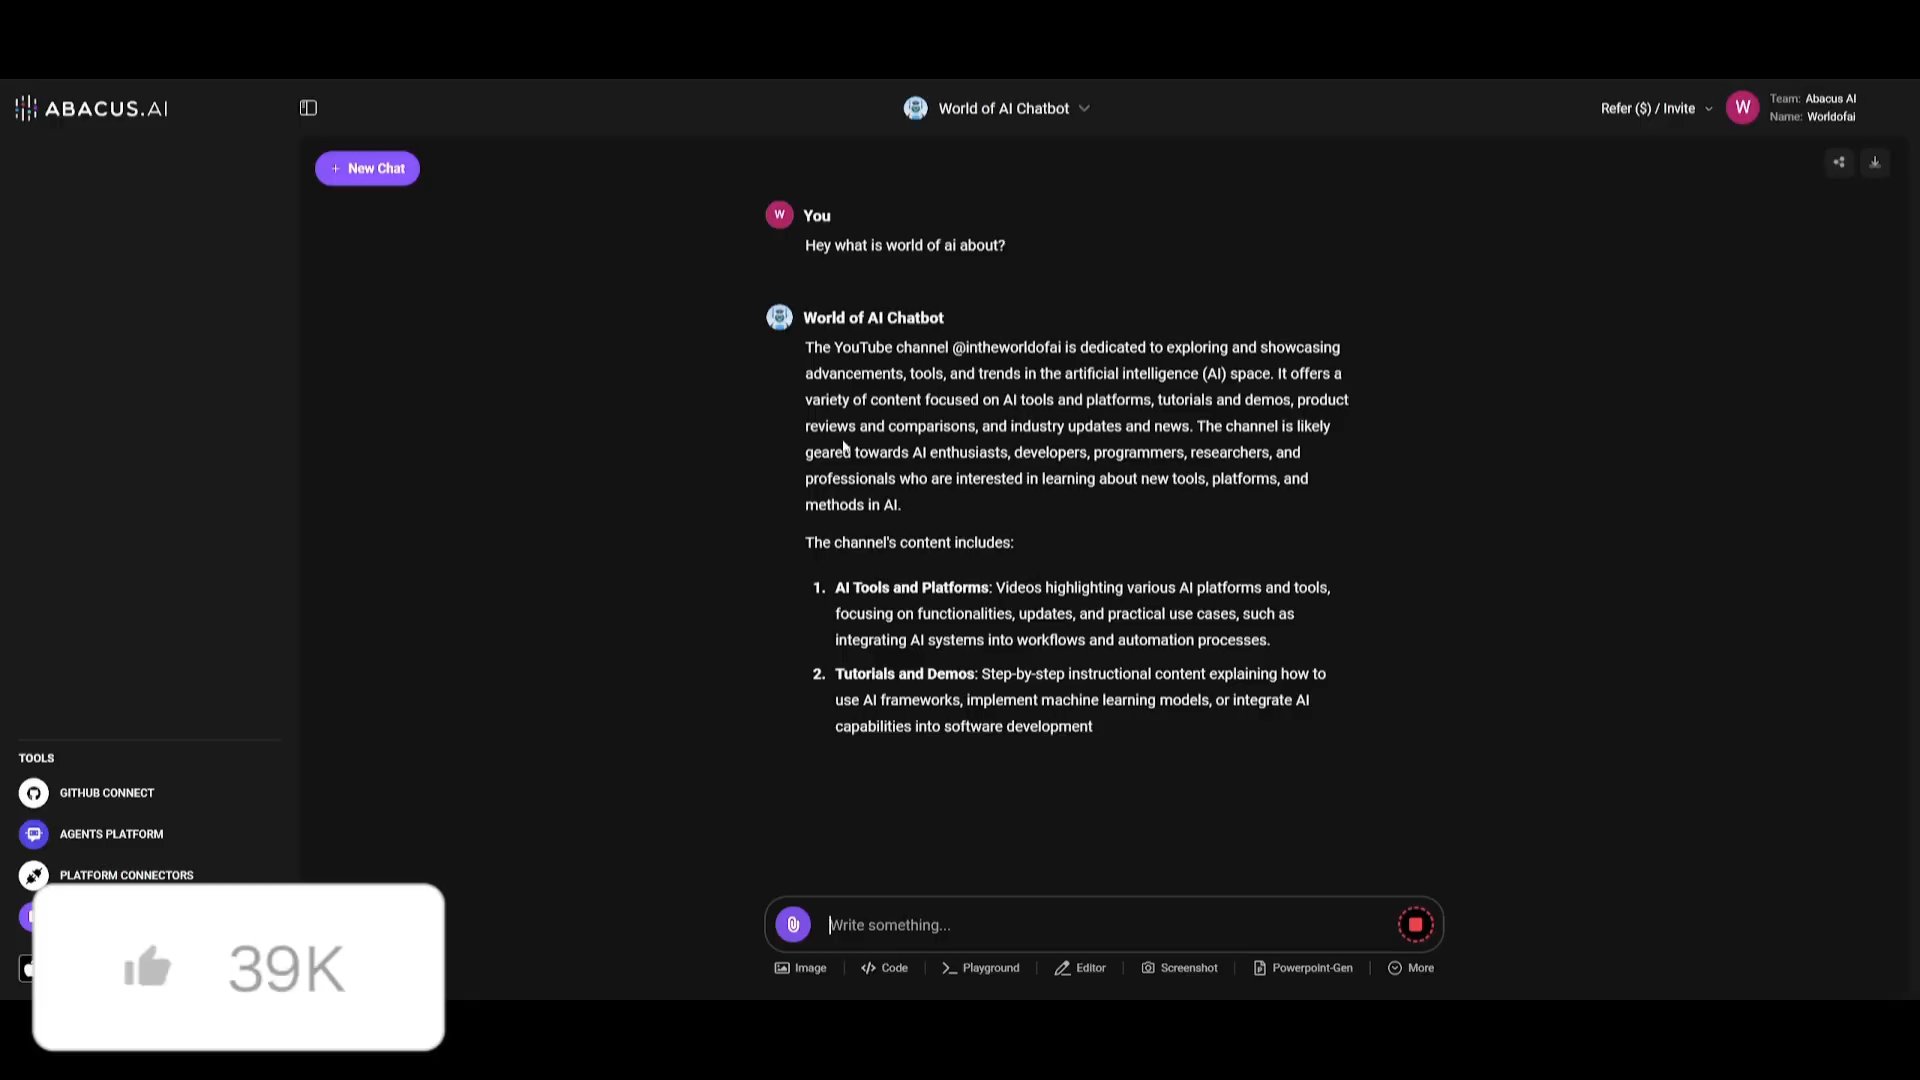 ABACUS.AI
World of AI Chatbot
Refer ($) / Invite
W
Team: Abacus AI
Name: Worldofai
+ New Chat
W
You
Hey what is world of ai about?
World of AI Chatbot
The YouTube channel @intheworldofai is dedicated to exploring and showcasing
advancements, tools, and trends in the artificial intelligence (AI) space. It offers a
variety of content focused on AI tools and platforms, tutorials and demos, product
reviews and comparisons, and industry updates and news. The channel is likely
geared towards AI enthusiasts, developers, programmers, researchers, and
professionals who are interested in learning about new tools, platforms, and
methods in AI.
The channel's content includes:
1. AI Tools and Platforms: Videos highlighting various AI platforms and tools,
focusing on functionalities, updates, and practical use cases, such as
integrating AI systems into workflows and automation processes.
2. Tutorials and Demos: Step-by-step instructional content explaining how to
use AI frameworks, implement machine learning models, or integrate AI
capabilities into software development
TOOLS
GITHUB CONNECT
AGENTS PLATFORM
PLATFORM CONNECTORS
Write something...
Image
Code
Playground
Editor
Screenshot
Powerpoint-Gen
More
39K